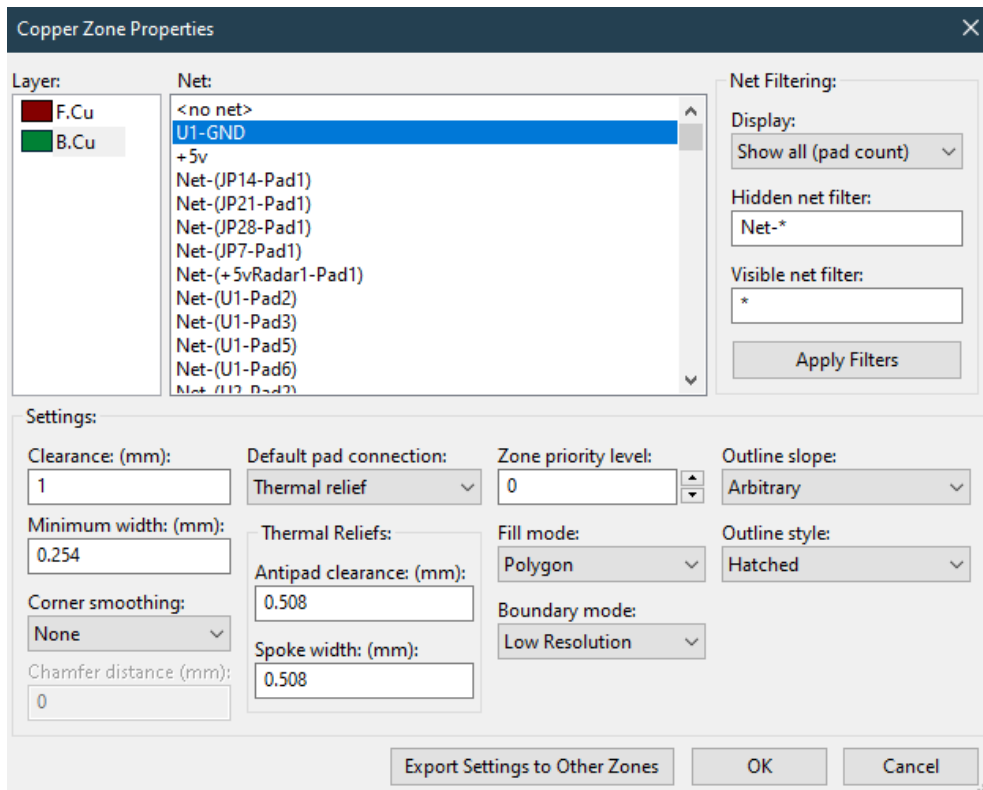 Copper Zone Properties
Layer:
F.Cu
B.Cu
Net:
<no net>
U1-GND
+5v
Net-(JP14-Pad1)
Net-(JP21-Pad1)
Net-(JP28-Pad1)
Net-(JP7-Pad1)
Net-(+5vRadar1-Pad1)
Net-(U1-Pad2)
Net-(U1-Pad3)
Net-(U1-Pad5)
Net-(U1-Pad6)
Net-(U2-Pad2)
Net Filtering:
Display:
Show all (pad count)
Hidden net filter:
Net-*
Visible net filter:
*
Apply Filters
Settings:
Clearance: (mm):
1
Minimum width: (mm):
0.254
Corner smoothing:
None
Chamfer distance (mm):
0
Default pad connection:
Thermal relief
Thermal Reliefs:
Antipad clearance: (mm):
0.508
Spoke width: (mm):
0.508
Zone priority level:
0
Fill mode:
Polygon
Boundary mode:
Low Resolution
Outline slope:
Arbitrary
Outline style:
Hatched
Export Settings to Other Zones
OK
Cancel